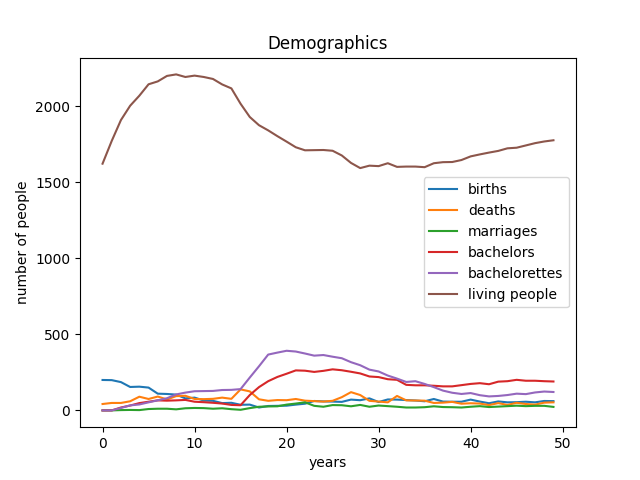 Demographics
number of people
2000
1500
1000
500
0
births
deaths
marriages
bachelors
bachelorettes
living people
0 10 20 30 40 50
years